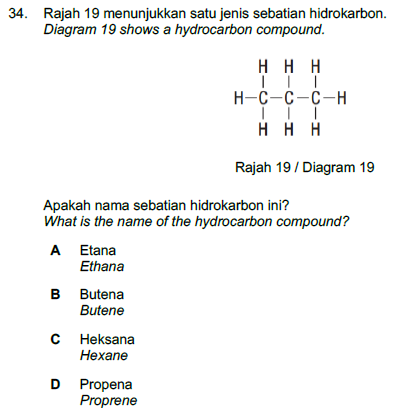 34. Rajah 19 menunjukkan satu jenis sebatian hidrokarbon.
Diagram 19 shows a hydrocarbon compound.
H H H
H-C-C-C-H
H H H
Rajah 19 / Diagram 19
Apakah nama sebatian hidrokarbon ini?
What is the name of the hydrocarbon compound?
A Etana
Ethana
B Butena
Butene
C Heksana
Hexane
D Propena
Proprene